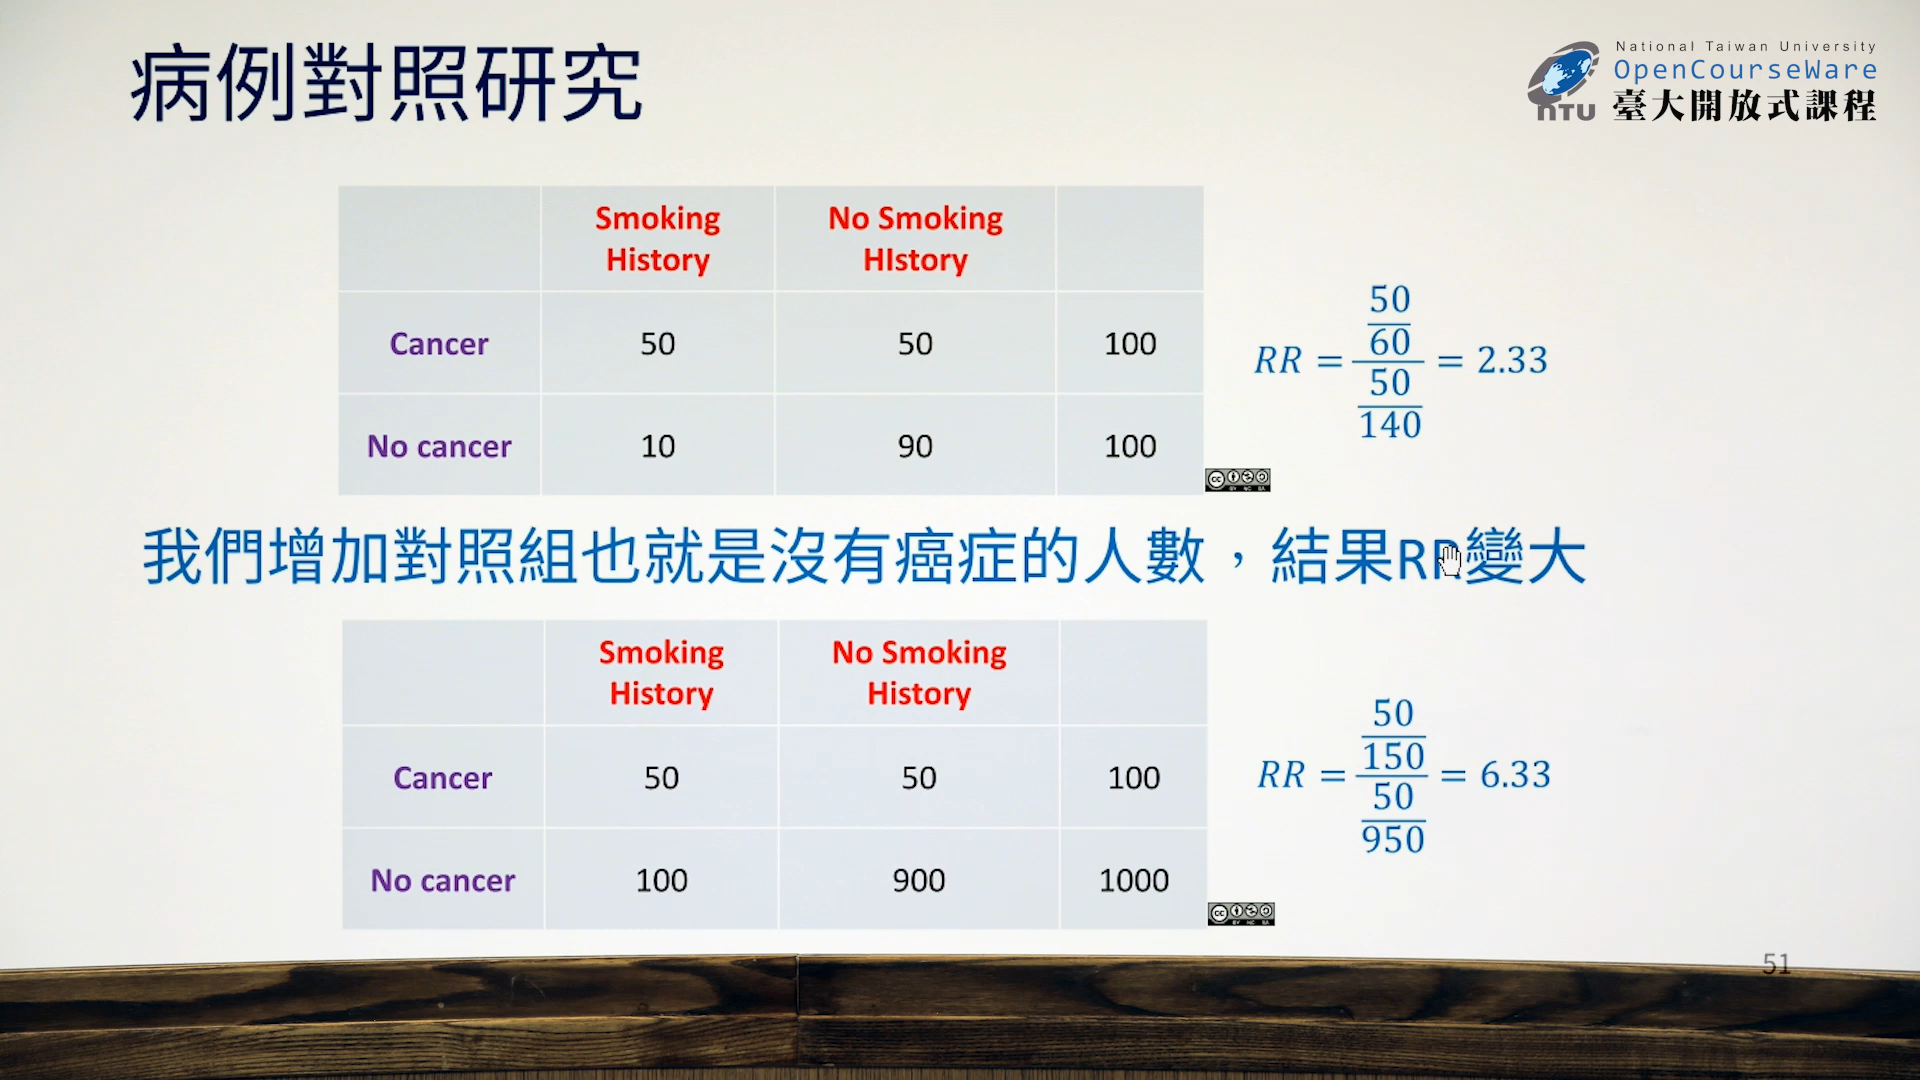 病例對照研究
National Taiwan University
OpenCourseWare
臺大開放式課程
NTU
Smoking History
No Smoking HIstory
Cancer 50 50 100
No cancer 10 90 100
RR = (50/60)/(50/140) = 2.33
我們增加對照組也就是沒有癌症的人數，結果RR變大
Smoking History
No Smoking History
Cancer 50 50 100
No cancer 100 900 1000
RR = (50/150)/(50/950) = 6.33
51